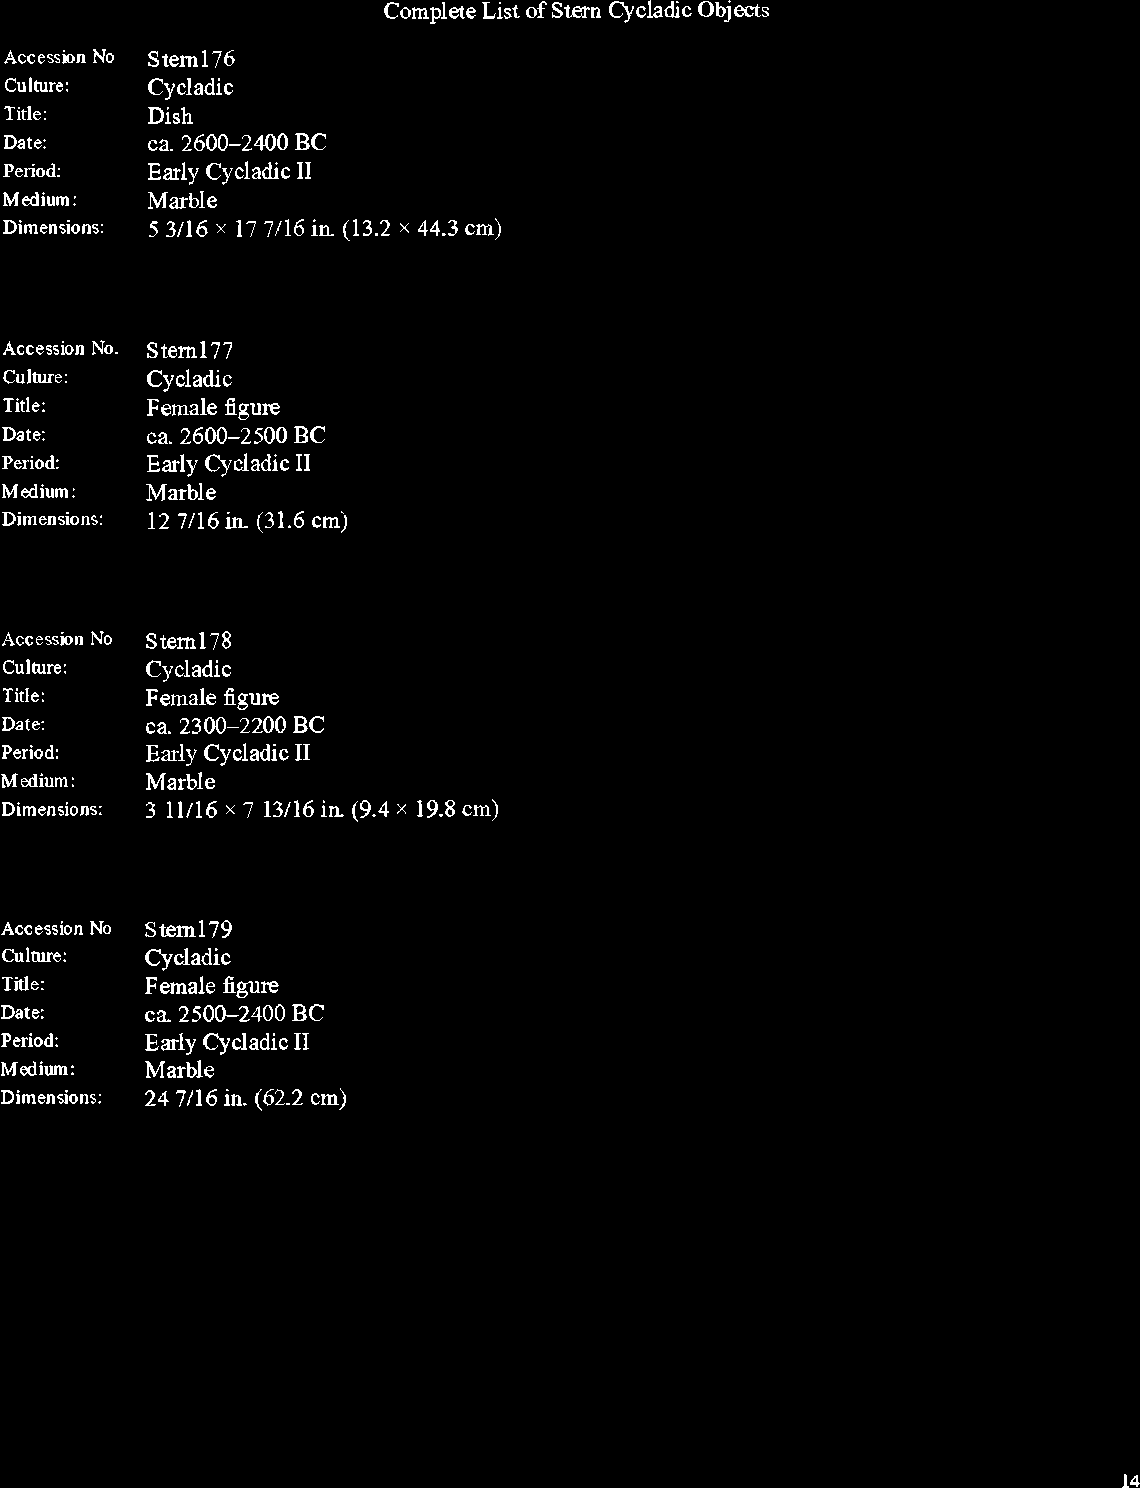 Complete List of Stern Cycladic Objects
Accession No Stern176
Culture: Cycladic
Title: Dish
Date: ca. 2600–2400 BC
Period: Early Cycladic II
Medium: Marble
Dimensions: 5 3/16 × 17 7/16 in. (13.2 × 44.3 cm)
Accession No. Stern177
Culture: Cycladic
Title: Female figure
Date: ca. 2600–2500 BC
Period: Early Cycladic II
Medium: Marble
Dimensions: 12 7/16 in. (31.6 cm)
Accession No Stern178
Culture: Cycladic
Title: Female figure
Date: ca. 2300–2200 BC
Period: Early Cycladic II
Medium: Marble
Dimensions: 3 11/16 × 7 13/16 in. (9.4 × 19.8 cm)
Accession No Stern179
Culture: Cycladic
Title: Female figure
Date: ca. 2500–2400 BC
Period: Early Cycladic II
Medium: Marble
Dimensions: 24 7/16 in. (62.2 cm)
14